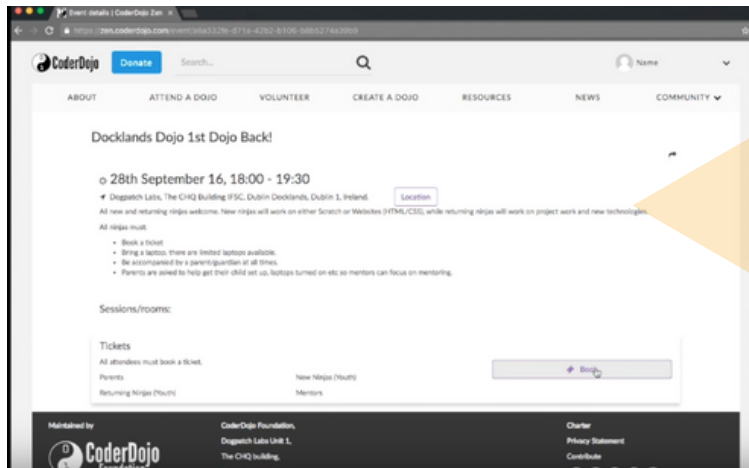 Event details | CoderDojo Zen
https://zen.coderdojo.com/event/
CoderDojo Donate Search... Name
ABOUT ATTEND A DOJO VOLUNTEER CREATE A DOJO RESOURCES NEWS COMMUNITY
Docklands Dojo 1st Dojo Back!
28th September 16, 18:00 - 19:30
Dogpatch Labs, The CHQ Building IFSC, Dublin Docklands, Dublin 1, Ireland. Location
All new and returning ninjas welcome. New ninjas will work on either Scratch or Websites (HTML/CSS), while returning ninjas will work on project work and new technologies.
All ninjas must:
Book a ticket
Bring a laptop, there are limited laptops available.
Be accompanied by a parent/guardian at all times.
Parents are asked to help get their child set up, laptops turned on etc so mentors can focus on mentoring.
Sessions/rooms:
Tickets
All attendees must book a ticket.
Parents New Ninjas (Youth) Book
Returning Ninjas (Youth) Mentors
Maintained by CoderDojo Foundation, Charter
Dogpatch Labs Unit 1, Privacy Statement
CoderDojo The CHQ building, Contribute
Foundation